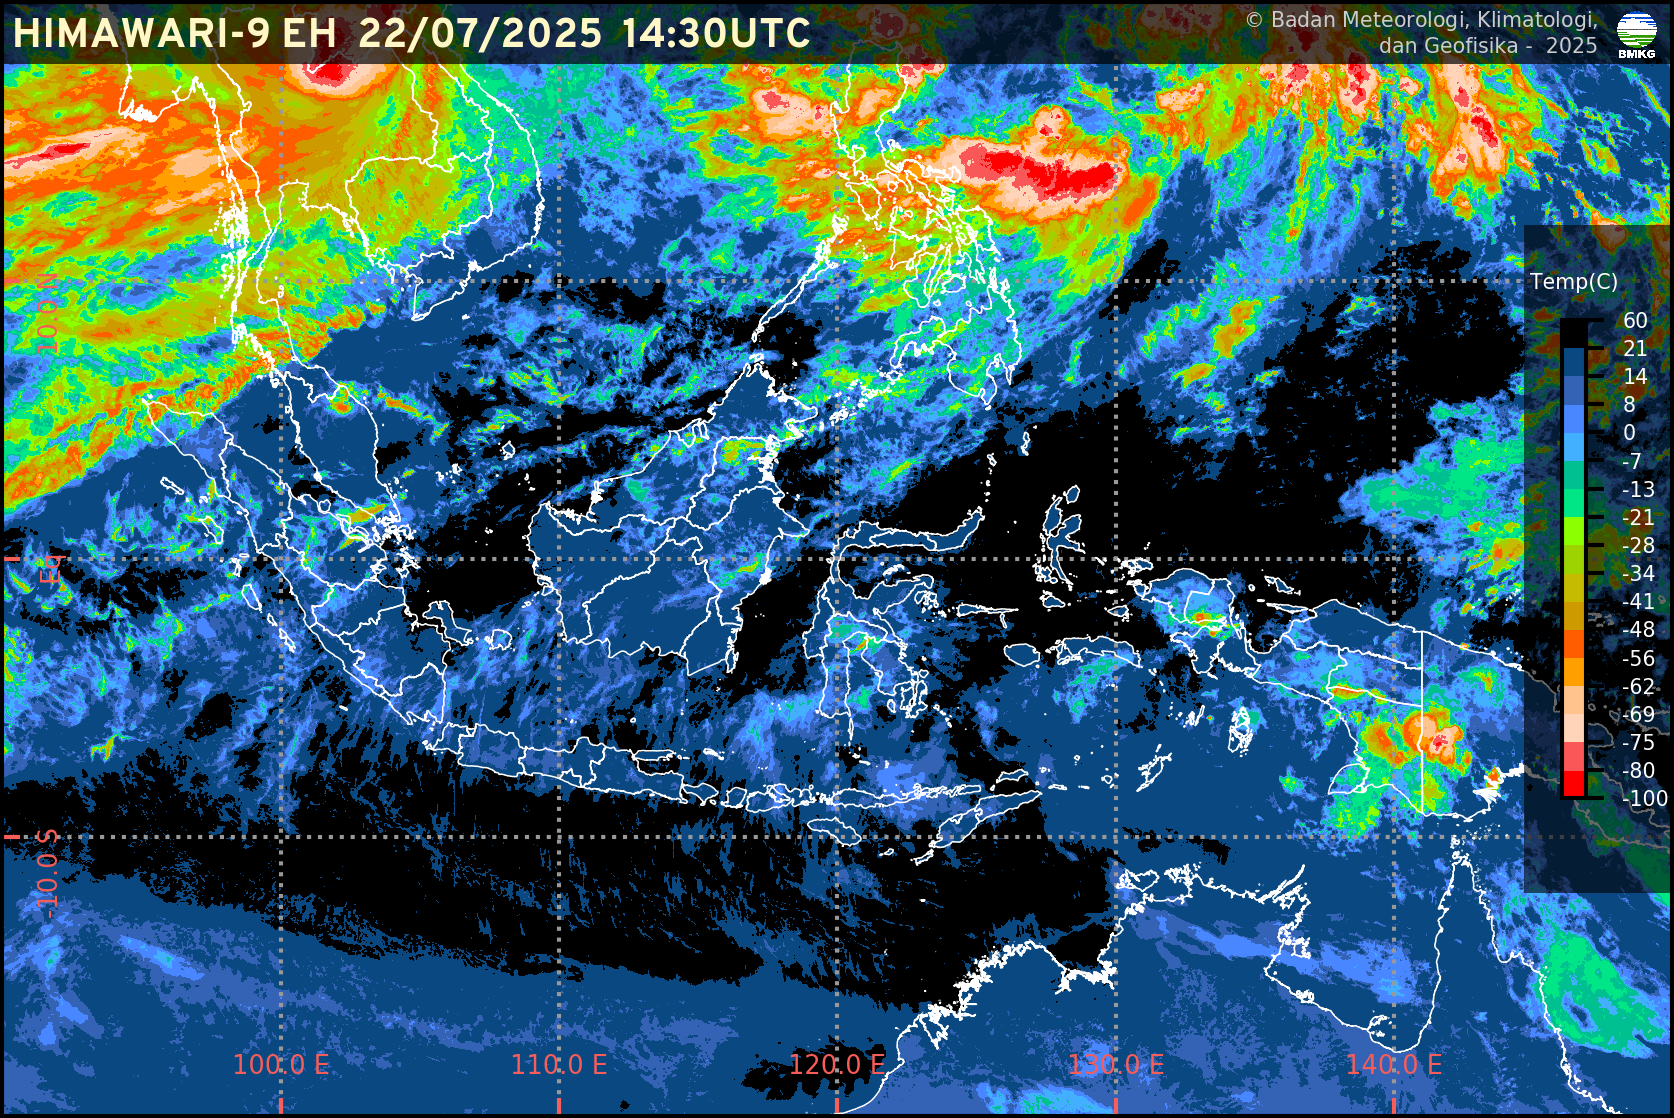 HIMAWARI-9 EH 22/07/2025 14:30UTC
© Badan Meteorologi, Klimatologi,
dan Geofisika - 2025
BMKG
Temp(C)
60
21
14
8
0
-7
-13
-21
-28
-34
-41
-48
-56
-62
-69
-75
-80
-100
10.0 N
Eq
-10.0 S
100.0 E
110.0 E
120.0 E
130.0 E
140.0 E